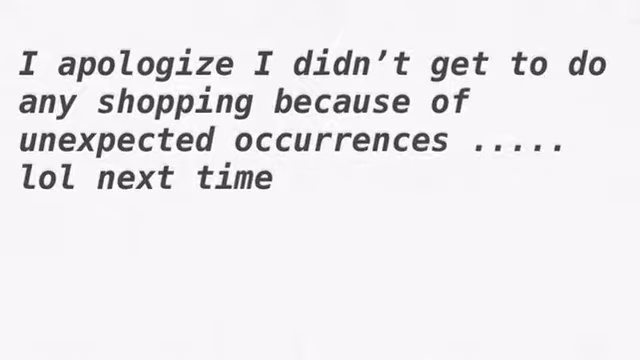 I apologize I didn’t get to do
any shopping because of
unexpected occurrences .....
lol next time